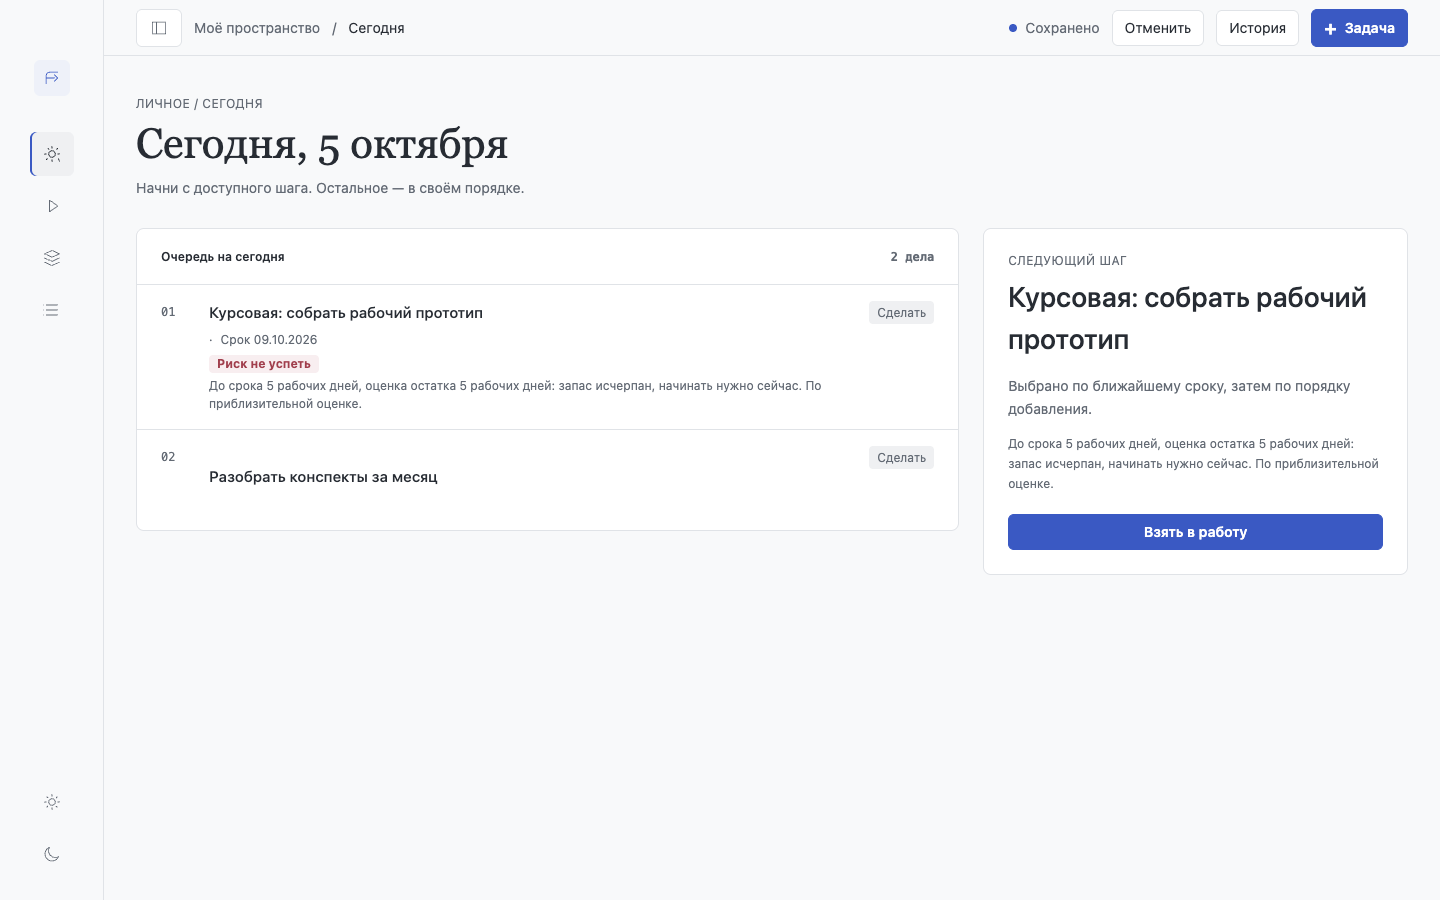 Моё пространство / Сегодня
Сохранено
Отменить
История
+ Задача
ЛИЧНОЕ / СЕГОДНЯ
Сегодня, 5 октября
Начни с доступного шага. Остальное — в своём порядке.
Очередь на сегодня
2 дела
01
Курсовая: собрать рабочий прототип
Сделать
· Срок 09.10.2026
Риск не успеть
До срока 5 рабочих дней, оценка остатка 5 рабочих дней: запас исчерпан, начинать нужно сейчас. По
приблизительной оценке.
02
Сделать
Разобрать конспекты за месяц
СЛЕДУЮЩИЙ ШАГ
Курсовая: собрать рабочий
прототип
Выбрано по ближайшему сроку, затем по порядку
добавления.
До срока 5 рабочих дней, оценка остатка 5 рабочих дней:
запас исчерпан, начинать нужно сейчас. По приблизительной
оценке.
Взять в работу